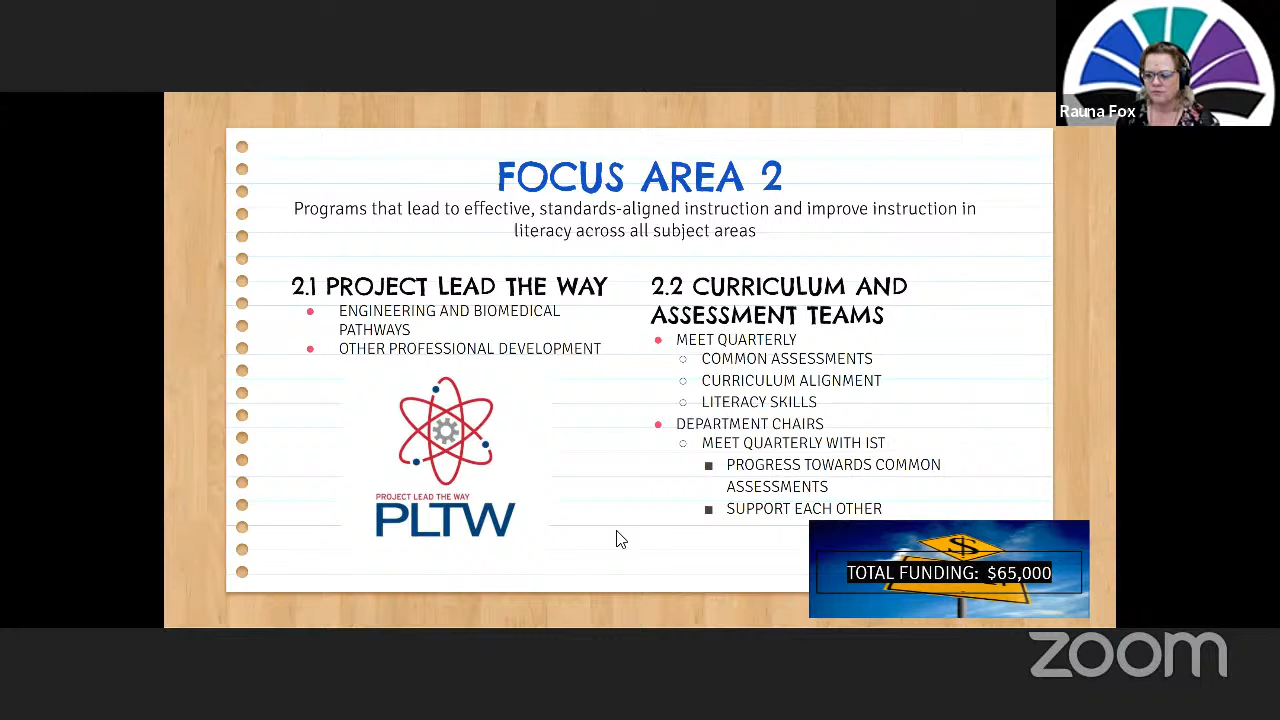 Rauna Fox
FOCUS AREA 2
Programs that lead to effective, standards-aligned instruction and improve instruction in
literacy across all subject areas
2.1 PROJECT LEAD THE WAY
ENGINEERING AND BIOMEDICAL
PATHWAYS
OTHER PROFESSIONAL DEVELOPMENT
PROJECT LEAD THE WAY
PLTW
2.2 CURRICULUM AND
ASSESSMENT TEAMS
MEET QUARTERLY
COMMON ASSESSMENTS
CURRICULUM ALIGNMENT
LITERACY SKILLS
DEPARTMENT CHAIRS
MEET QUARTERLY WITH IST
PROGRESS TOWARDS COMMON
ASSESSMENTS
SUPPORT EACH OTHER
$
TOTAL FUNDING: $65,000
zoom